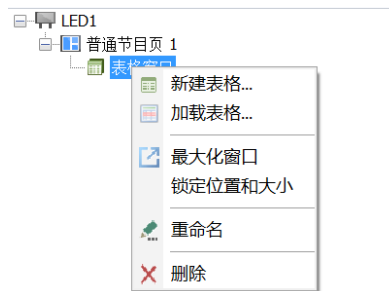 LED1
普通节目页 1
表格窗口
新建表格...
加载表格...
最大化窗口
锁定位置和大小
重命名
删除